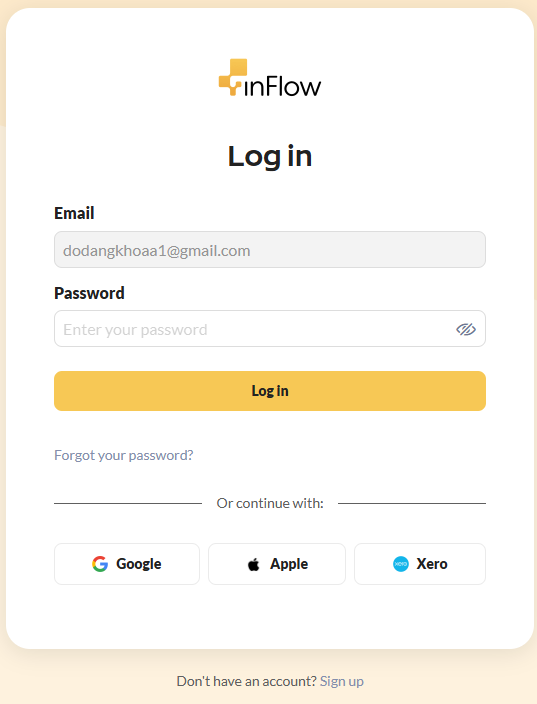 inFlow
Log in
Email
dodangkhoaa1@gmail.com
Password
Enter your password
Log In
Forgot your password?
Or continue with:
Google
Apple
xero Xero
Don't have an account? Sign up